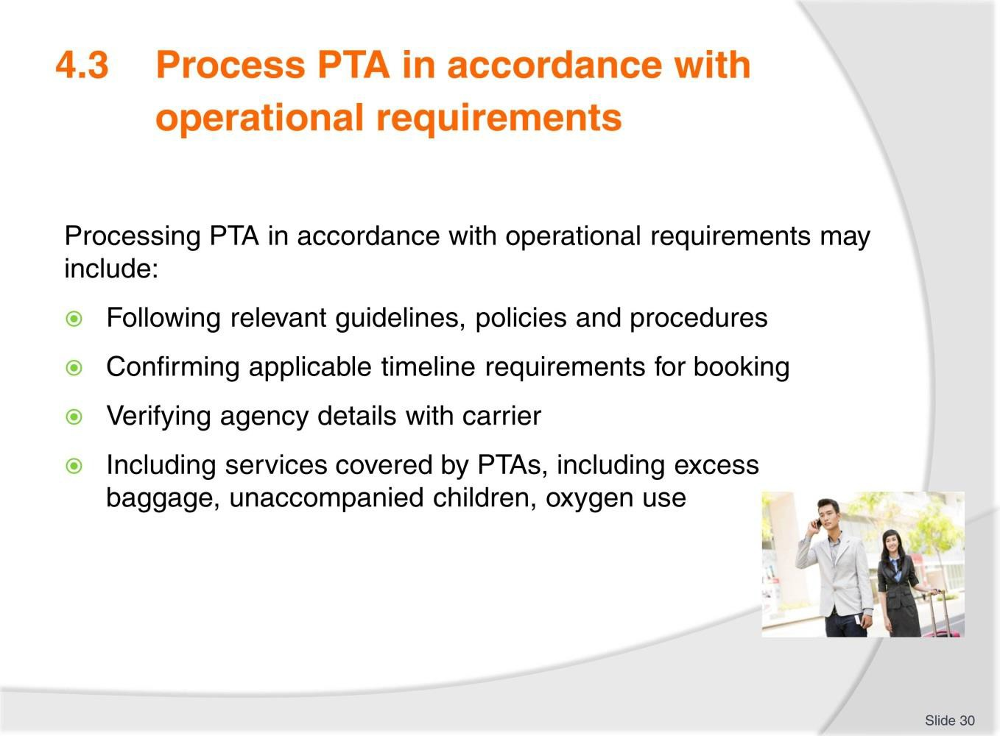 4.3 Process PTA in accordance with
operational requirements
Processing PTA in accordance with operational requirements may
include:
Following relevant guidelines, policies and procedures
Confirming applicable timeline requirements for booking
Verifying agency details with carrier
Including services covered by PTAs, including excess
baggage, unaccompanied children, oxygen use
Slide 30